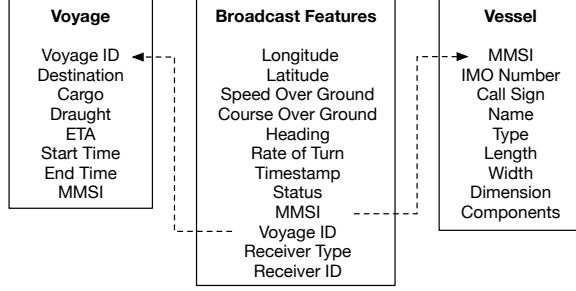 Voyage
Voyage ID
Destination
Cargo
Draught
ETA
Start Time
End Time
MMSI
Broadcast Features
Longitude
Latitude
Speed Over Ground
Course Over Ground
Heading
Rate of Turn
Timestamp
Status
MMSI
Voyage ID
Receiver Type
Receiver ID
Vessel
MMSI
IMO Number
Call Sign
Name
Type
Length
Width
Dimension
Components